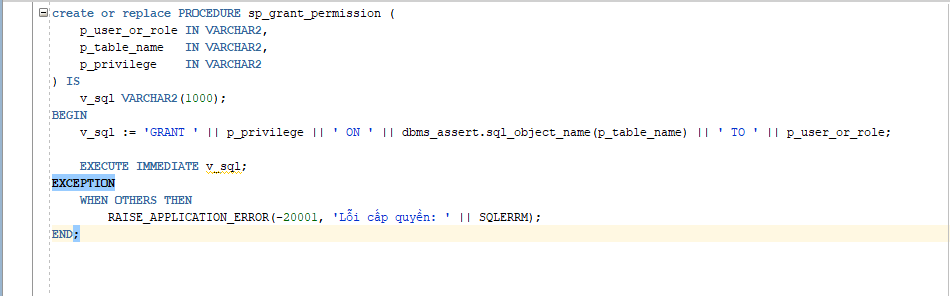 create or replace PROCEDURE sp_grant_permission (
    p_user_or_role IN VARCHAR2,
    p_table_name   IN VARCHAR2,
    p_privilege    IN VARCHAR2
) IS
    v_sql VARCHAR2(1000);
BEGIN
    v_sql := 'GRANT ' || p_privilege || ' ON ' || dbms_assert.sql_object_name(p_table_name) || ' TO ' || p_user_or_role;
    EXECUTE IMMEDIATE v_sql;
EXCEPTION
    WHEN OTHERS THEN
        RAISE_APPLICATION_ERROR(-20001, 'Lỗi cấp quyền: ' || SQLERRM);
END;